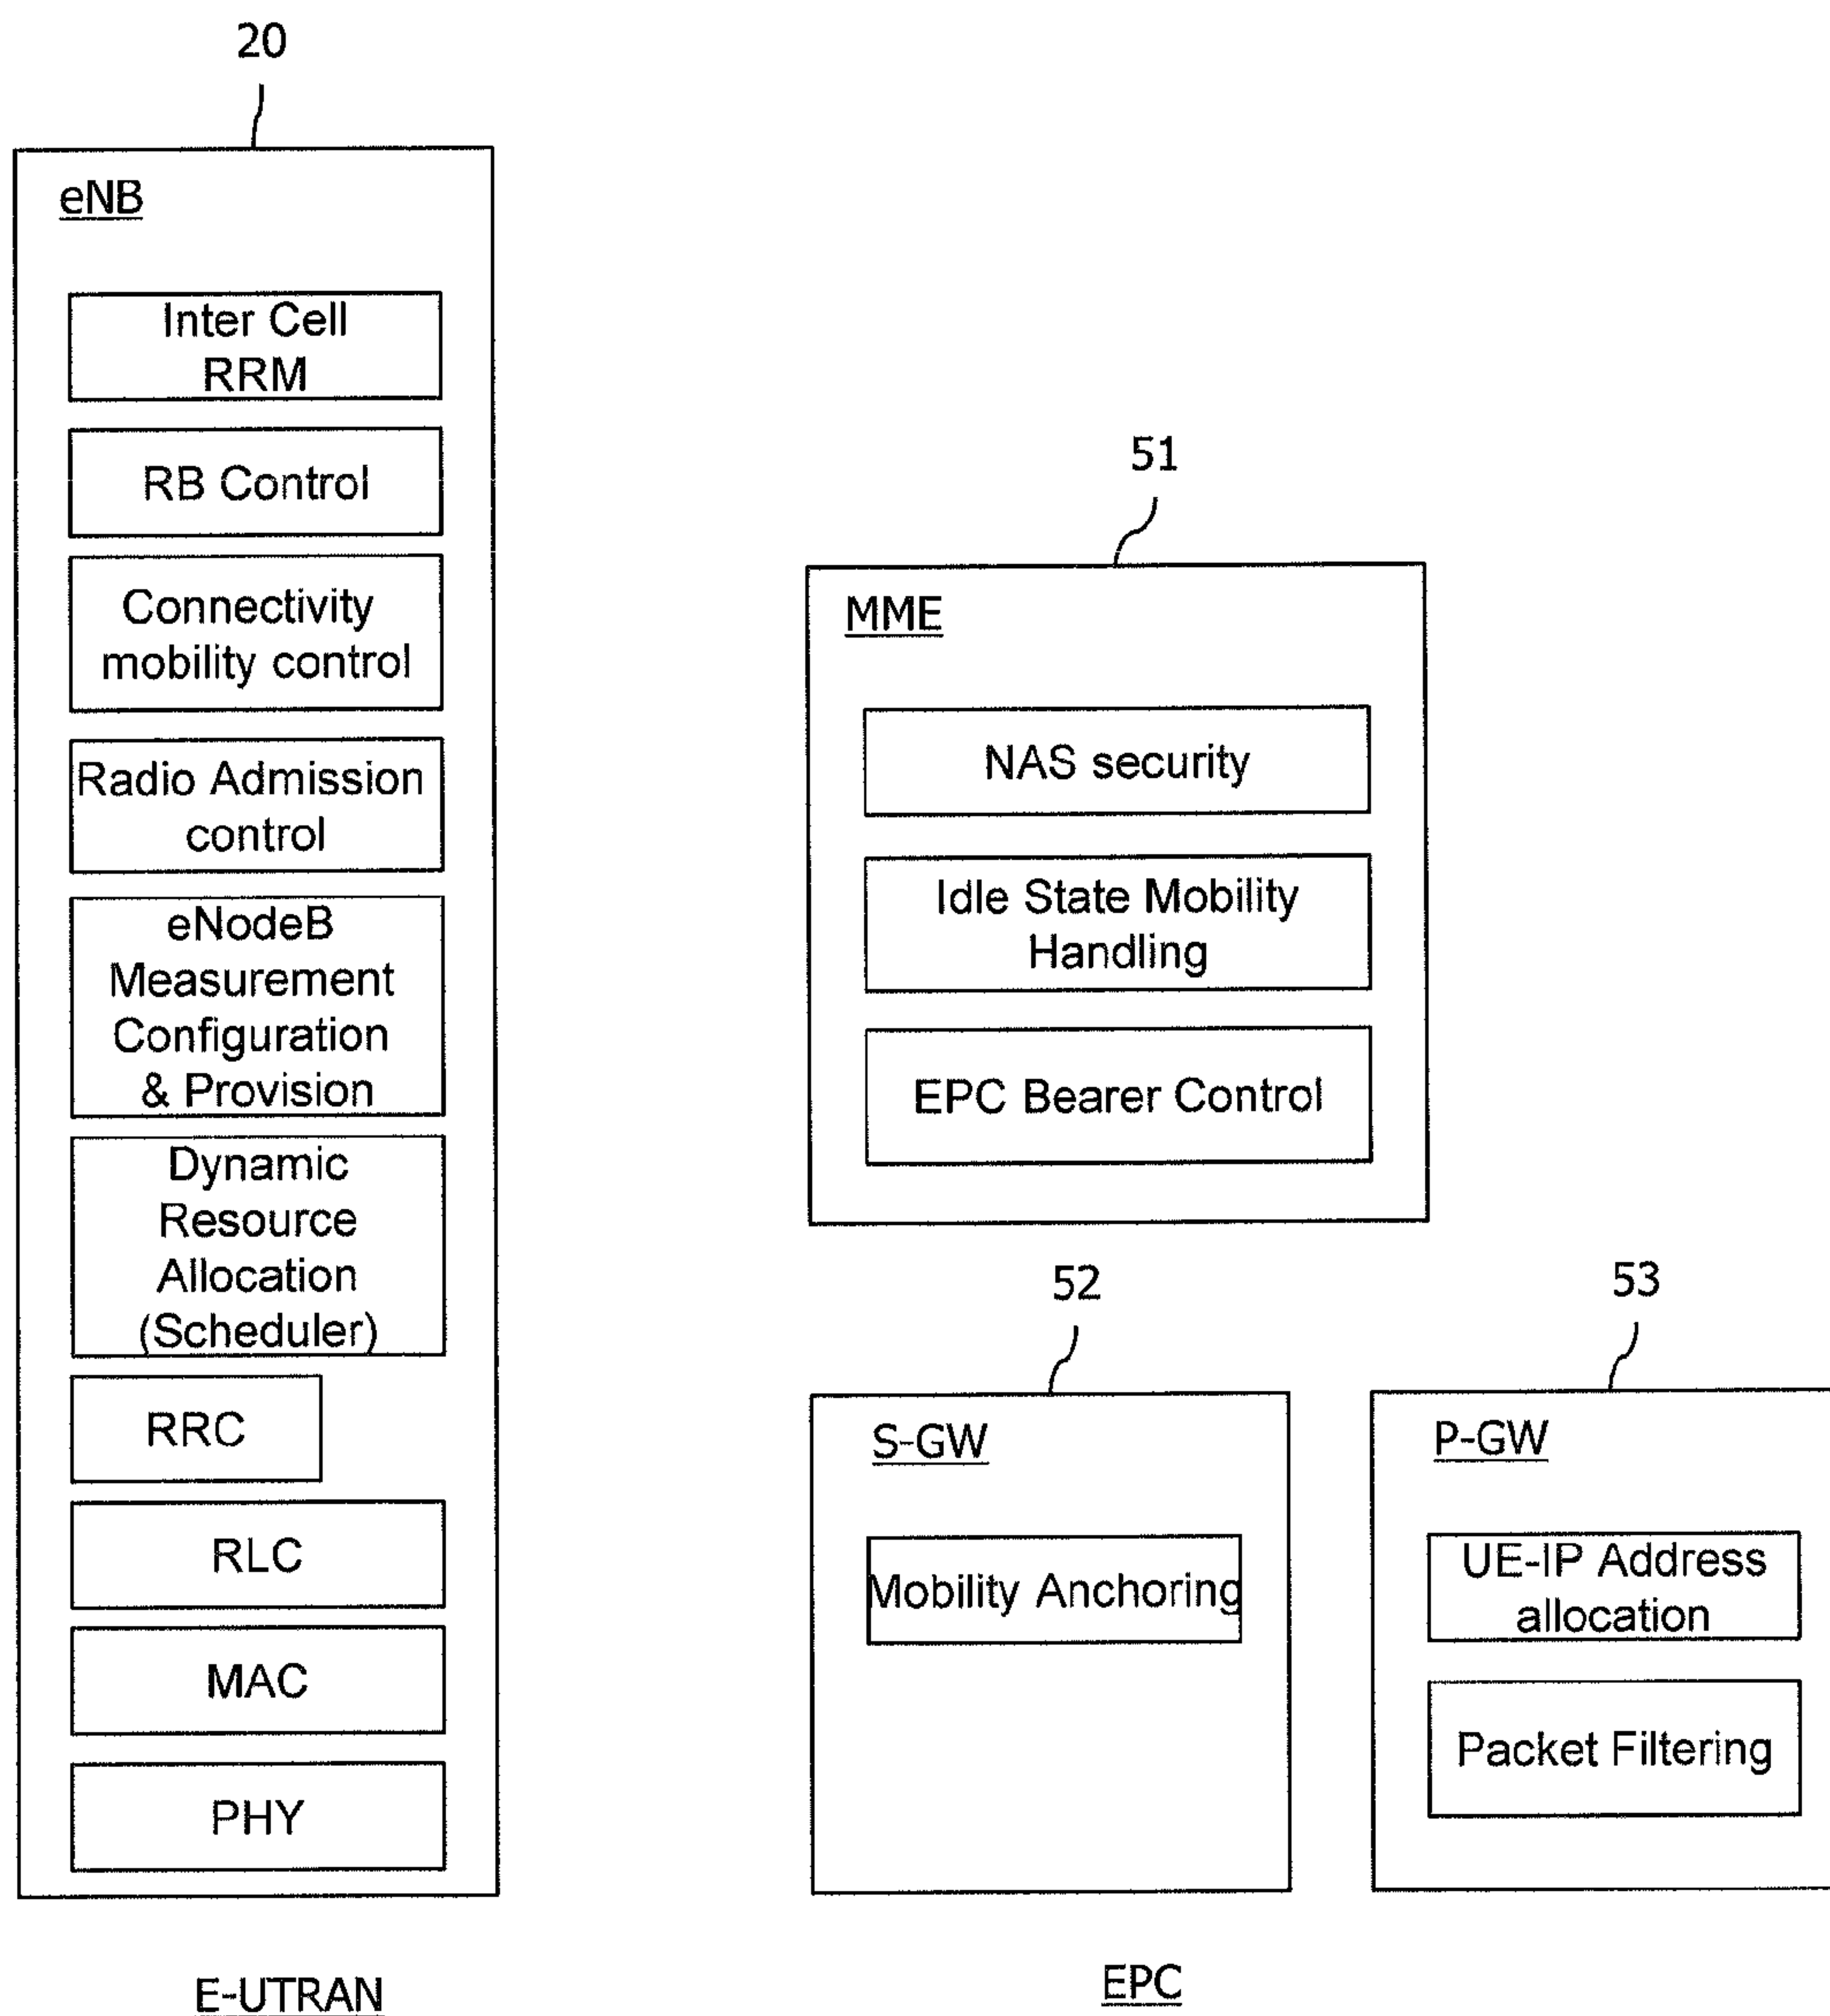 20
eNB
Inter Cell
RRM
RB Control
Connectivity
mobility control
Radio Admission
control
eNodeB
Measurement
Configuration
& Provision
Dynamic
Resource
Allocation
(Scheduler)
RRC
RLC
MAC
PHY
E-UTRAN
51
MME
NAS security
Idle State Mobility
Handling
EPC Bearer Control
52
S-GW
Mobility Anchoring
53
P-GW
UE-IP Address
allocation
Packet Filtering
EPC